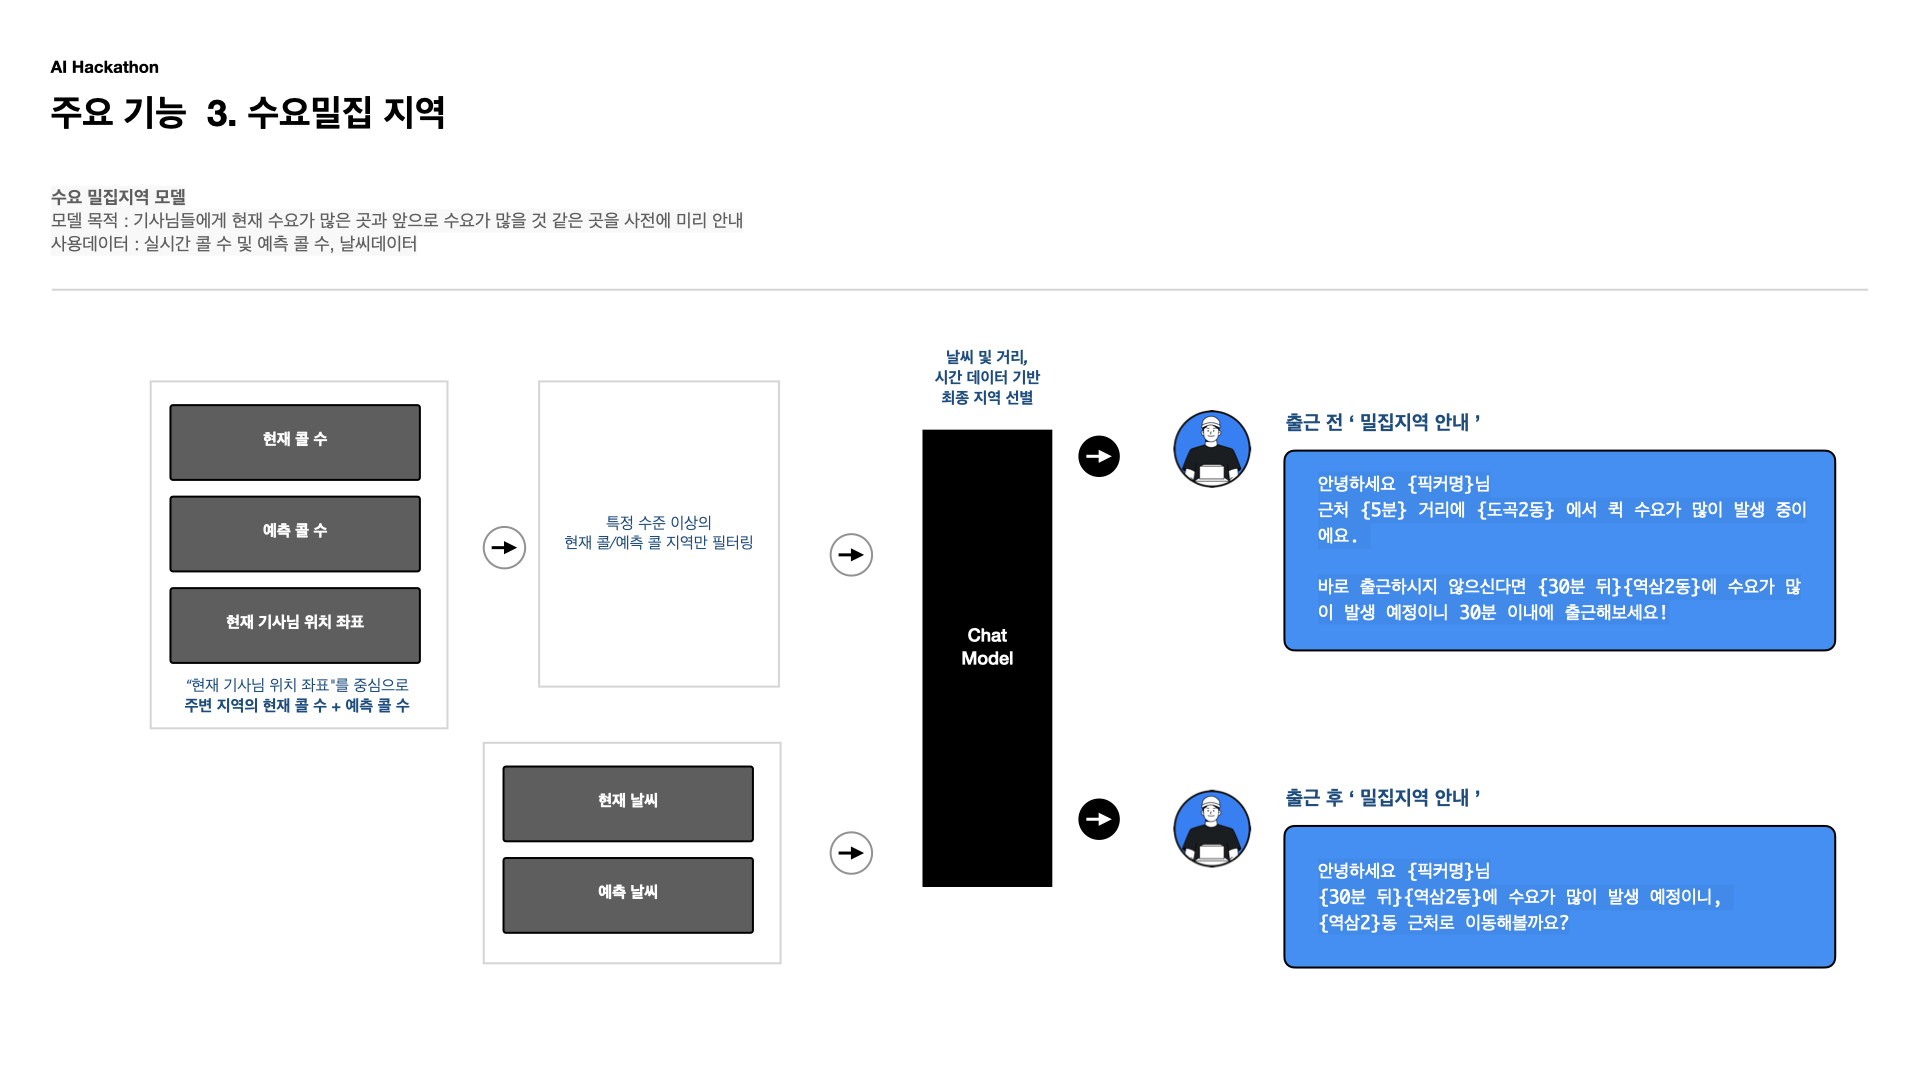 AI Hackathon
주요 기능  3. 수요밀집 지역
수요 밀집지역 모델
모델 목적 : 기사님들에게 현재 수요가 많은 곳과 앞으로 수요가 많을 것 같은 곳을 사전에 미리 안내
사용데이터 : 실시간 콜 수 및 예측 콜 수, 날씨데이터
현재 콜 수
예측 콜 수
현재 기사님 위치 좌표
“현재 기사님 위치 좌표"를 중심으로
주변 지역의 현재 콜 수 + 예측 콜 수
특정 수준 이상의
현재 콜/예측 콜 지역만 필터링
현재 날씨
예측 날씨
날씨 및 거리,
시간 데이터 기반
최종 지역 선별
Chat
Model
출근 전 ‘ 밀집지역 안내 ’
안녕하세요 {픽커명}님
근처 {5분} 거리에 {도곡2동} 에서 퀵 수요가 많이 발생 중이
에요.
바로 출근하시지 않으신다면 {30분 뒤}{역삼2동}에 수요가 많
이 발생 예정이니 30분 이내에 출근해보세요!
출근 후 ‘ 밀집지역 안내 ’
안녕하세요 {픽커명}님
{30분 뒤}{역삼2동}에 수요가 많이 발생 예정이니,
{역삼2}동 근처로 이동해볼까요?